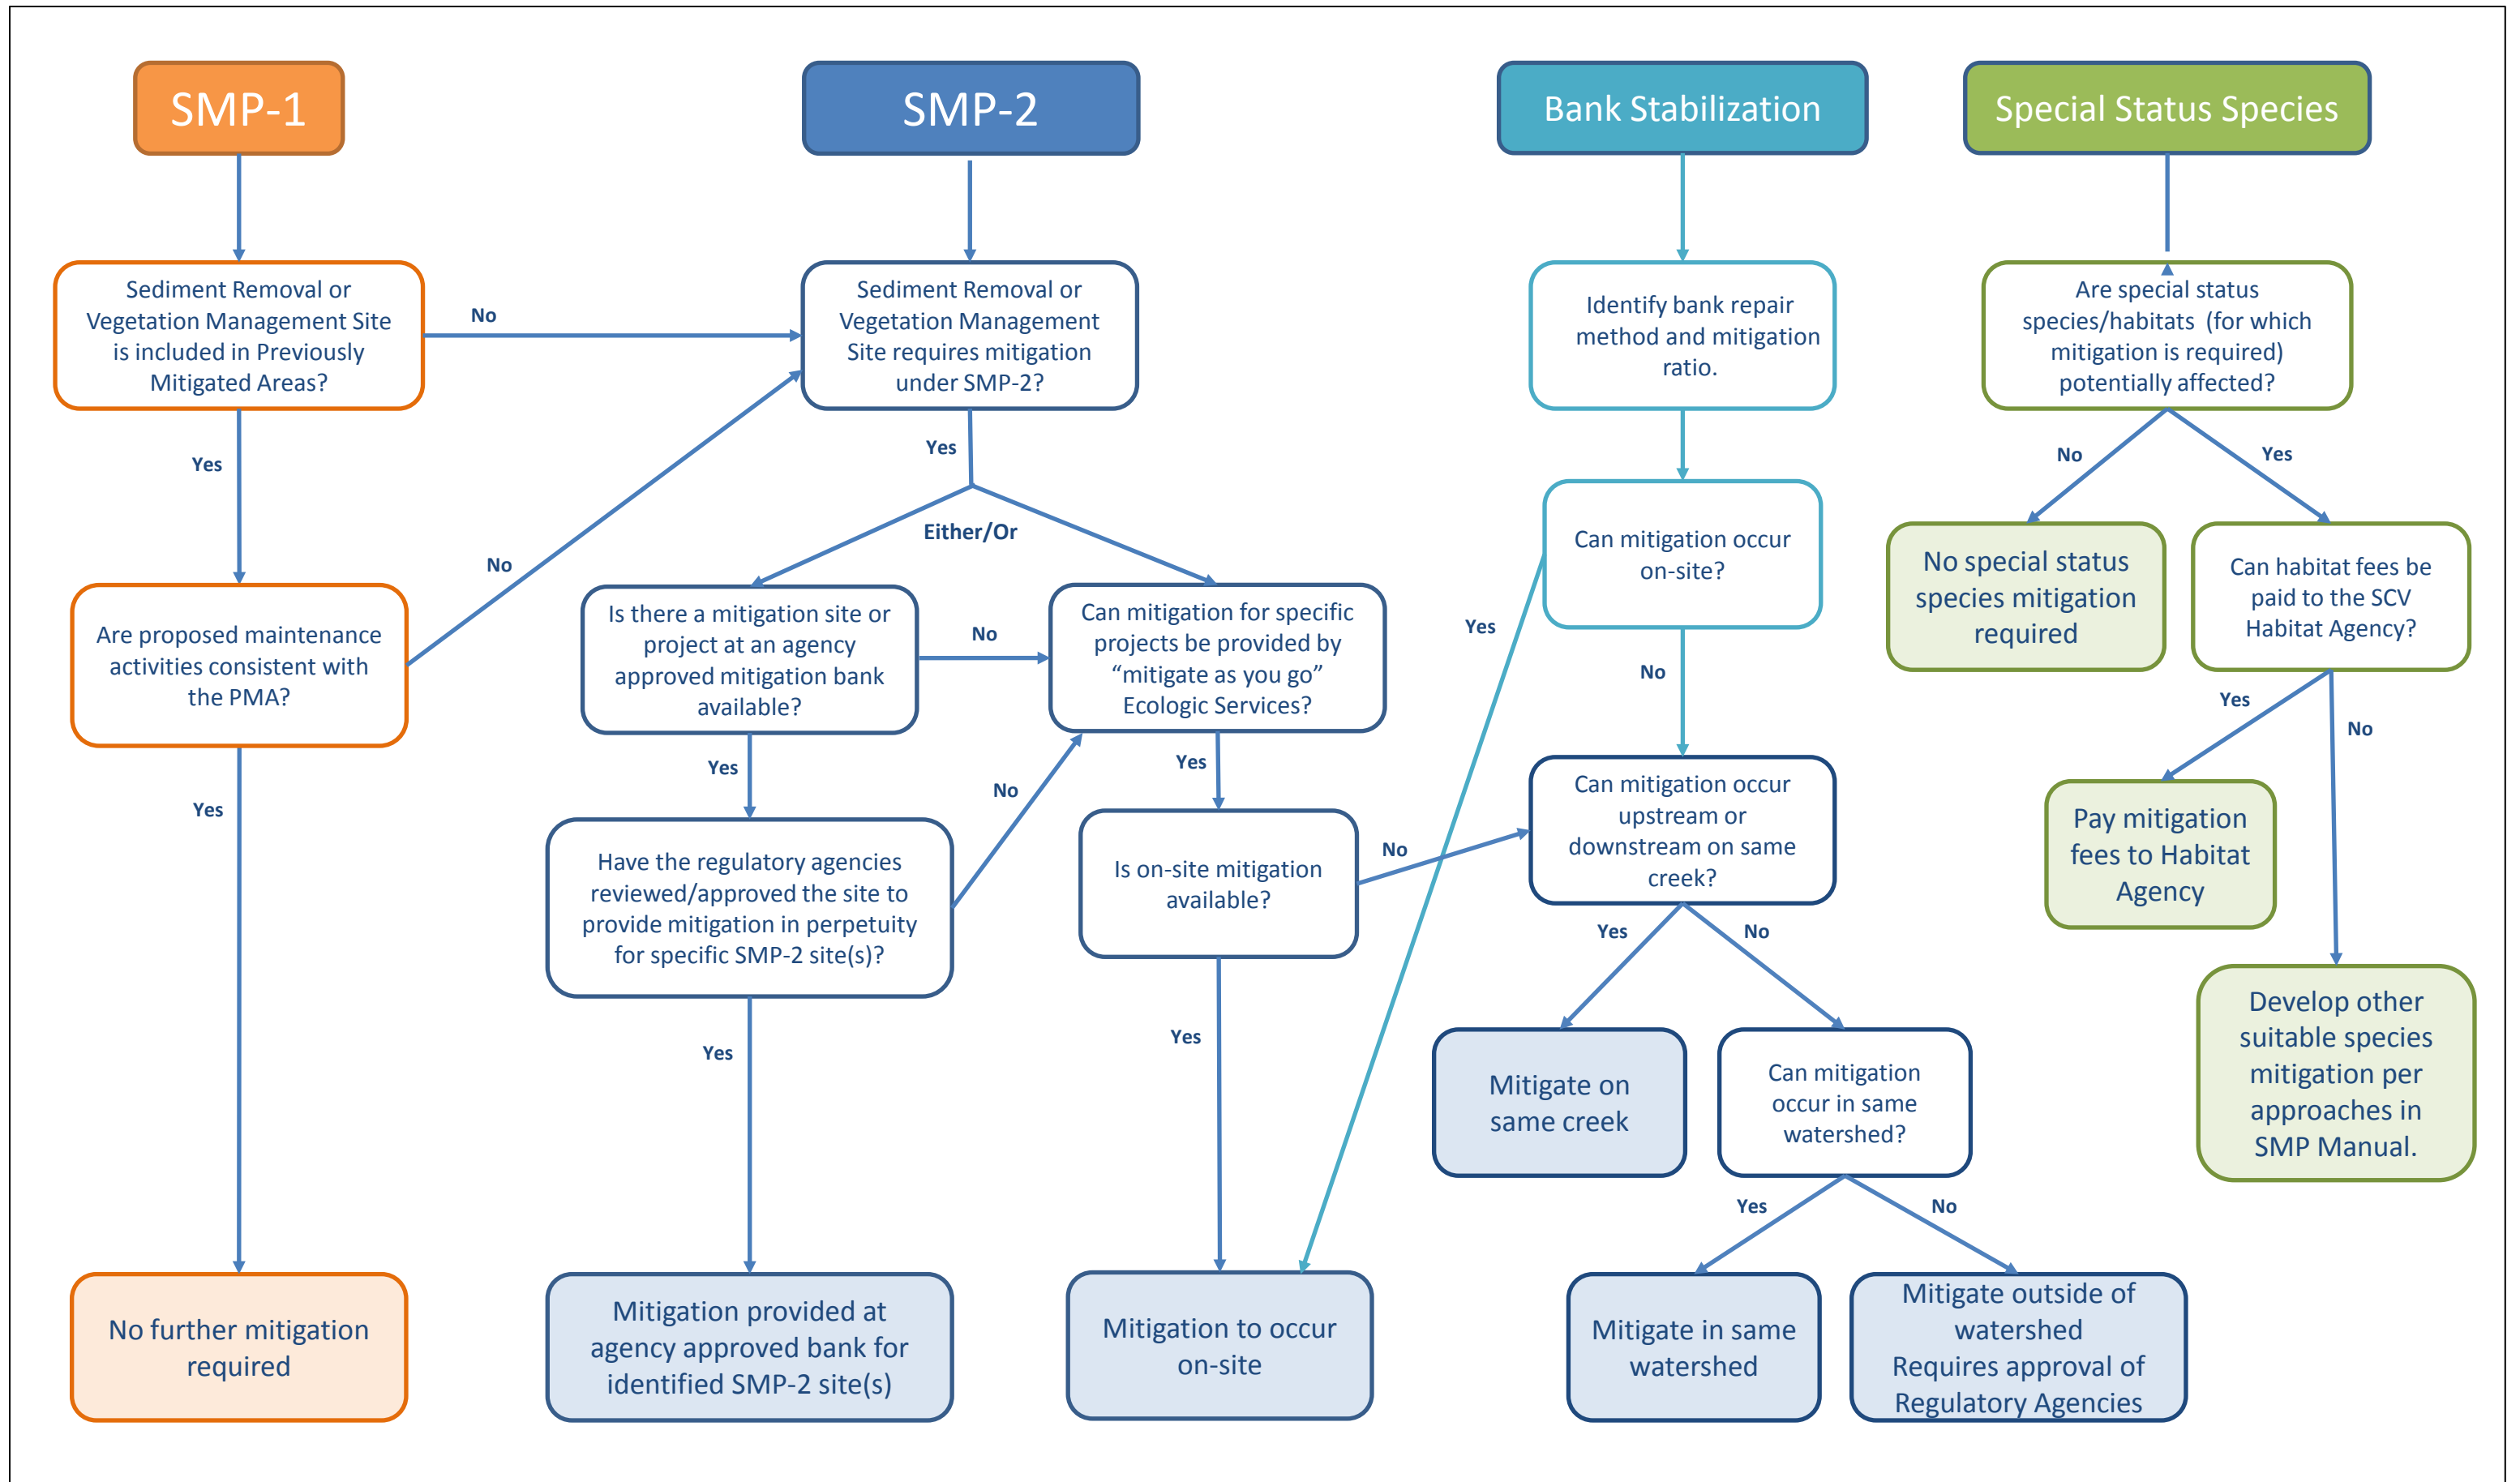 SMP-1
SMP-2
Bank Stabilization
Special Status Species
Sediment Removal or
Vegetation Management Site
is included in Previously
Mitigated Areas?
No
Sediment Removal or
Vegetation Management
Site requires mitigation
under SMP-2?
Identify bank repair
method and mitigation
ratio.
Are special status
species/habitats (for which
mitigation is required)
potentially affected?
Yes
Yes
No
Yes
Either/Or
No
Can mitigation occur
on-site?
No special status
species mitigation
required
Can habitat fees be
paid to the SCV
Habitat Agency?
Are proposed maintenance
activities consistent with
the PMA?
Is there a mitigation site or
project at an agency
approved mitigation bank
available?
No
Can mitigation for specific
projects be provided by
“mitigate as you go”
Ecologic Services?
Yes
No
Yes
No
Yes
Yes
No
Yes
Have the regulatory agencies
reviewed/approved the site to
provide mitigation in perpetuity
for specific SMP-2 site(s)?
Is on-site mitigation
available?
No
Can mitigation occur
upstream or
downstream on same
creek?
Pay mitigation
fees to Habitat
Agency
Yes
No
Yes
Yes
Mitigate on
same creek
Can mitigation
occur in same
watershed?
Develop other
suitable species
mitigation per
approaches in
SMP Manual.
Yes
No
No further mitigation
required
Mitigation provided at
agency approved bank for
identified SMP-2 site(s)
Mitigation to occur
on-site
Mitigate in same
watershed
Mitigate outside of
watershed
Requires approval of
Regulatory Agencies